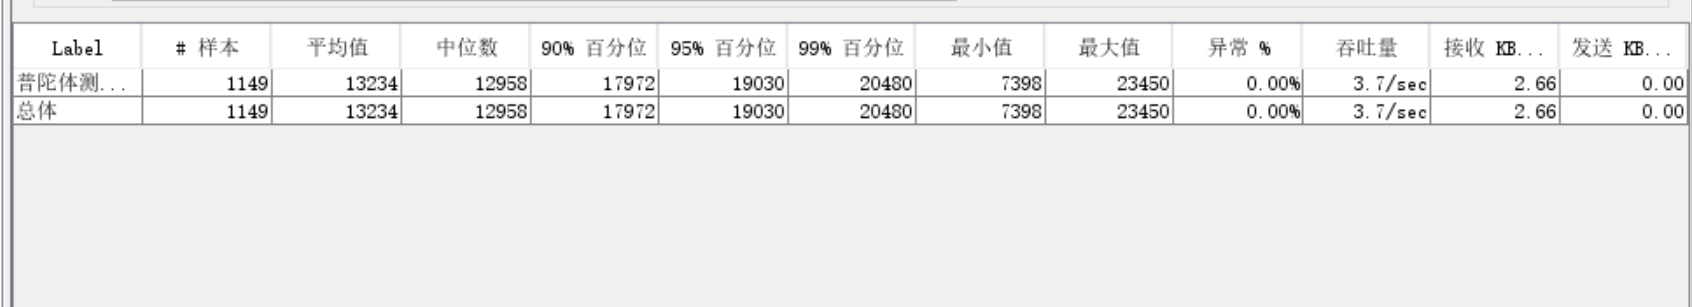 Label # 样本 平均值 中位数 90% 百分位 95% 百分位 99% 百分位 最小值 最大值 异常 % 吞吐量 接收 KB... 发送 KB...
普陀体测... 1149 13234 12958 17972 19030 20480 7398 23450 0.00% 3.7/sec 2.66 0.00
总体 1149 13234 12958 17972 19030 20480 7398 23450 0.00% 3.7/sec 2.66 0.00